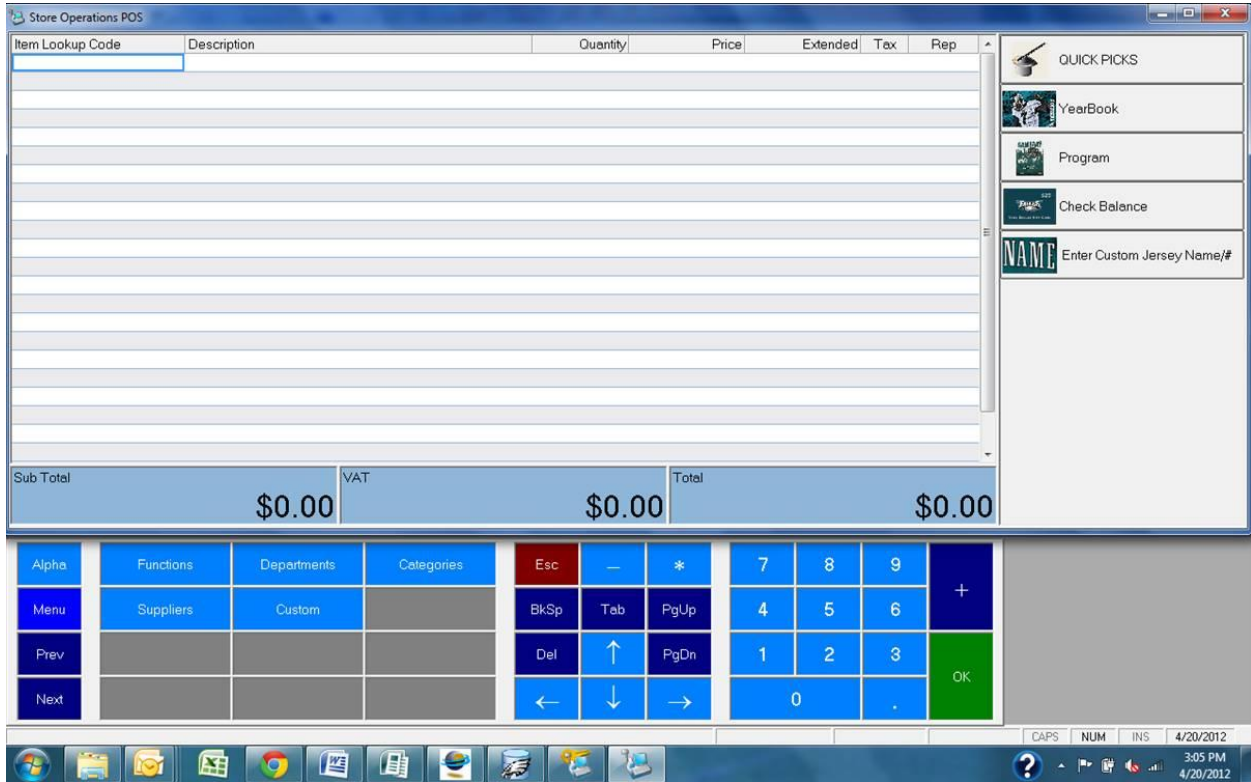 Store Operations POS
Item Lookup Code Description Quantity Price Extended Tax Rep
QUICK PICKS
YearBook
Program
Check Balance
NAME Enter Custom Jersey Name/#
Sub Total VAT Total
$0.00 $0.00 $0.00
Alpha Functions Departments Categories Esc – * 7 8 9 +
Menu Suppliers Custom BkSp Tab PgUp 4 5 6
Prev Del ↑ PgDn 1 2 3 OK
Next ← ↓ → 0 .
CAPS NUM INS 4/20/2012
3:05 PM
4/20/2012